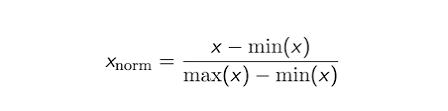 x_norm = (x − min(x)) / (max(x) − min(x))